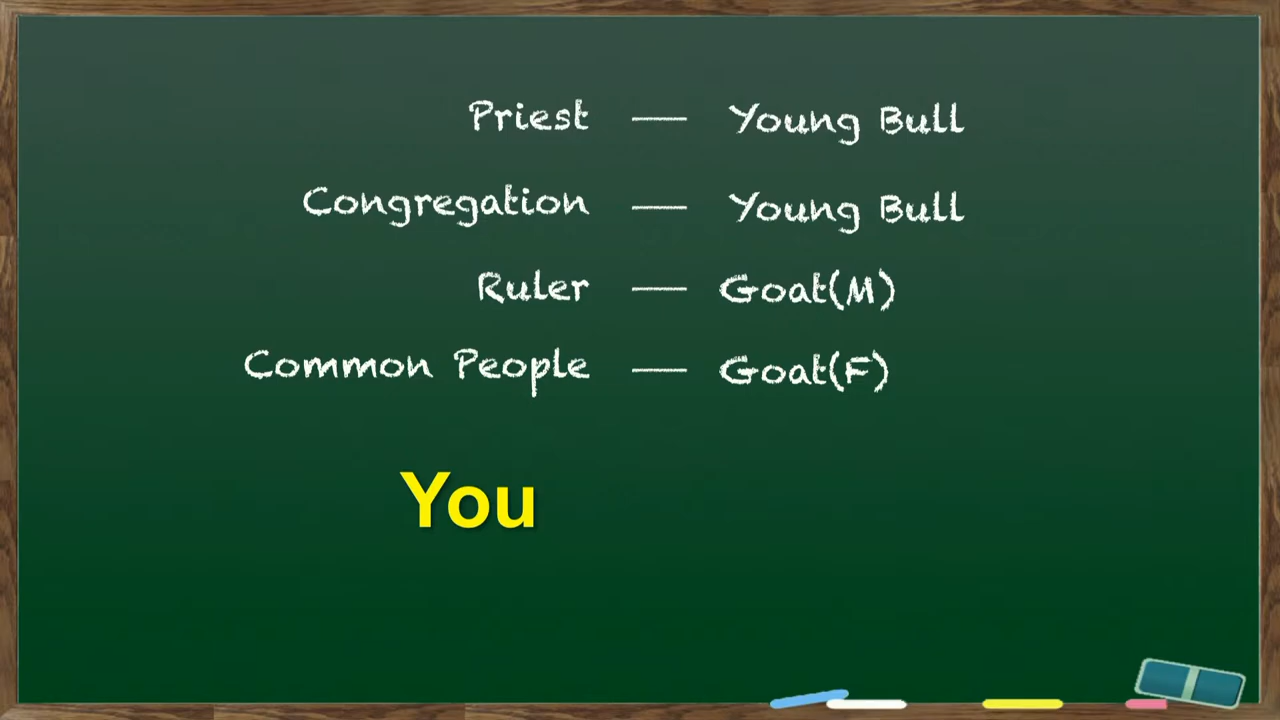 Priest — Young Bull
Congregation — Young Bull
Ruler — Goat(M)
Common People — Goat(F)
You